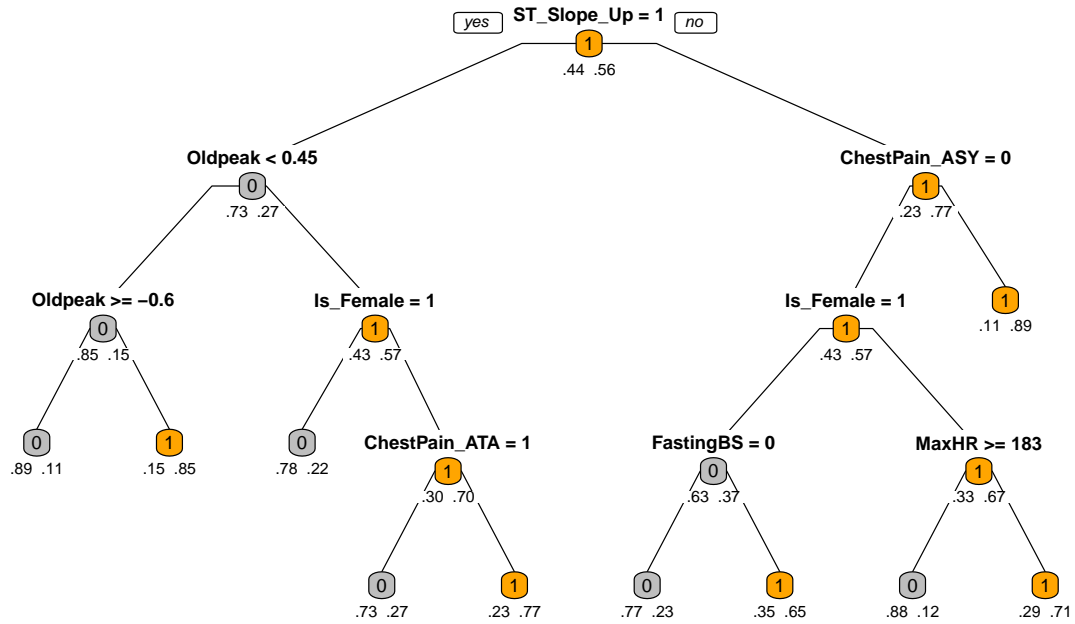 yes ST_Slope_Up = 1 no
1
.44 .56
Oldpeak < 0.45 ChestPain_ASY = 0
0 1
.73 .27 .23 .77
Oldpeak >= −0.6 Is_Female = 1 Is_Female = 1 1
0 1 1 .11 .89
.85 .15 .43 .57 .43 .57
0 1 0 ChestPain_ATA = 1 FastingBS = 0 MaxHR >= 183
.89 .11 .15 .85 .78 .22 1 0 1
.30 .70 .63 .37 .33 .67
0 1 0 1 0 1
.73 .27 .23 .77 .77 .23 .35 .65 .88 .12 .29 .71